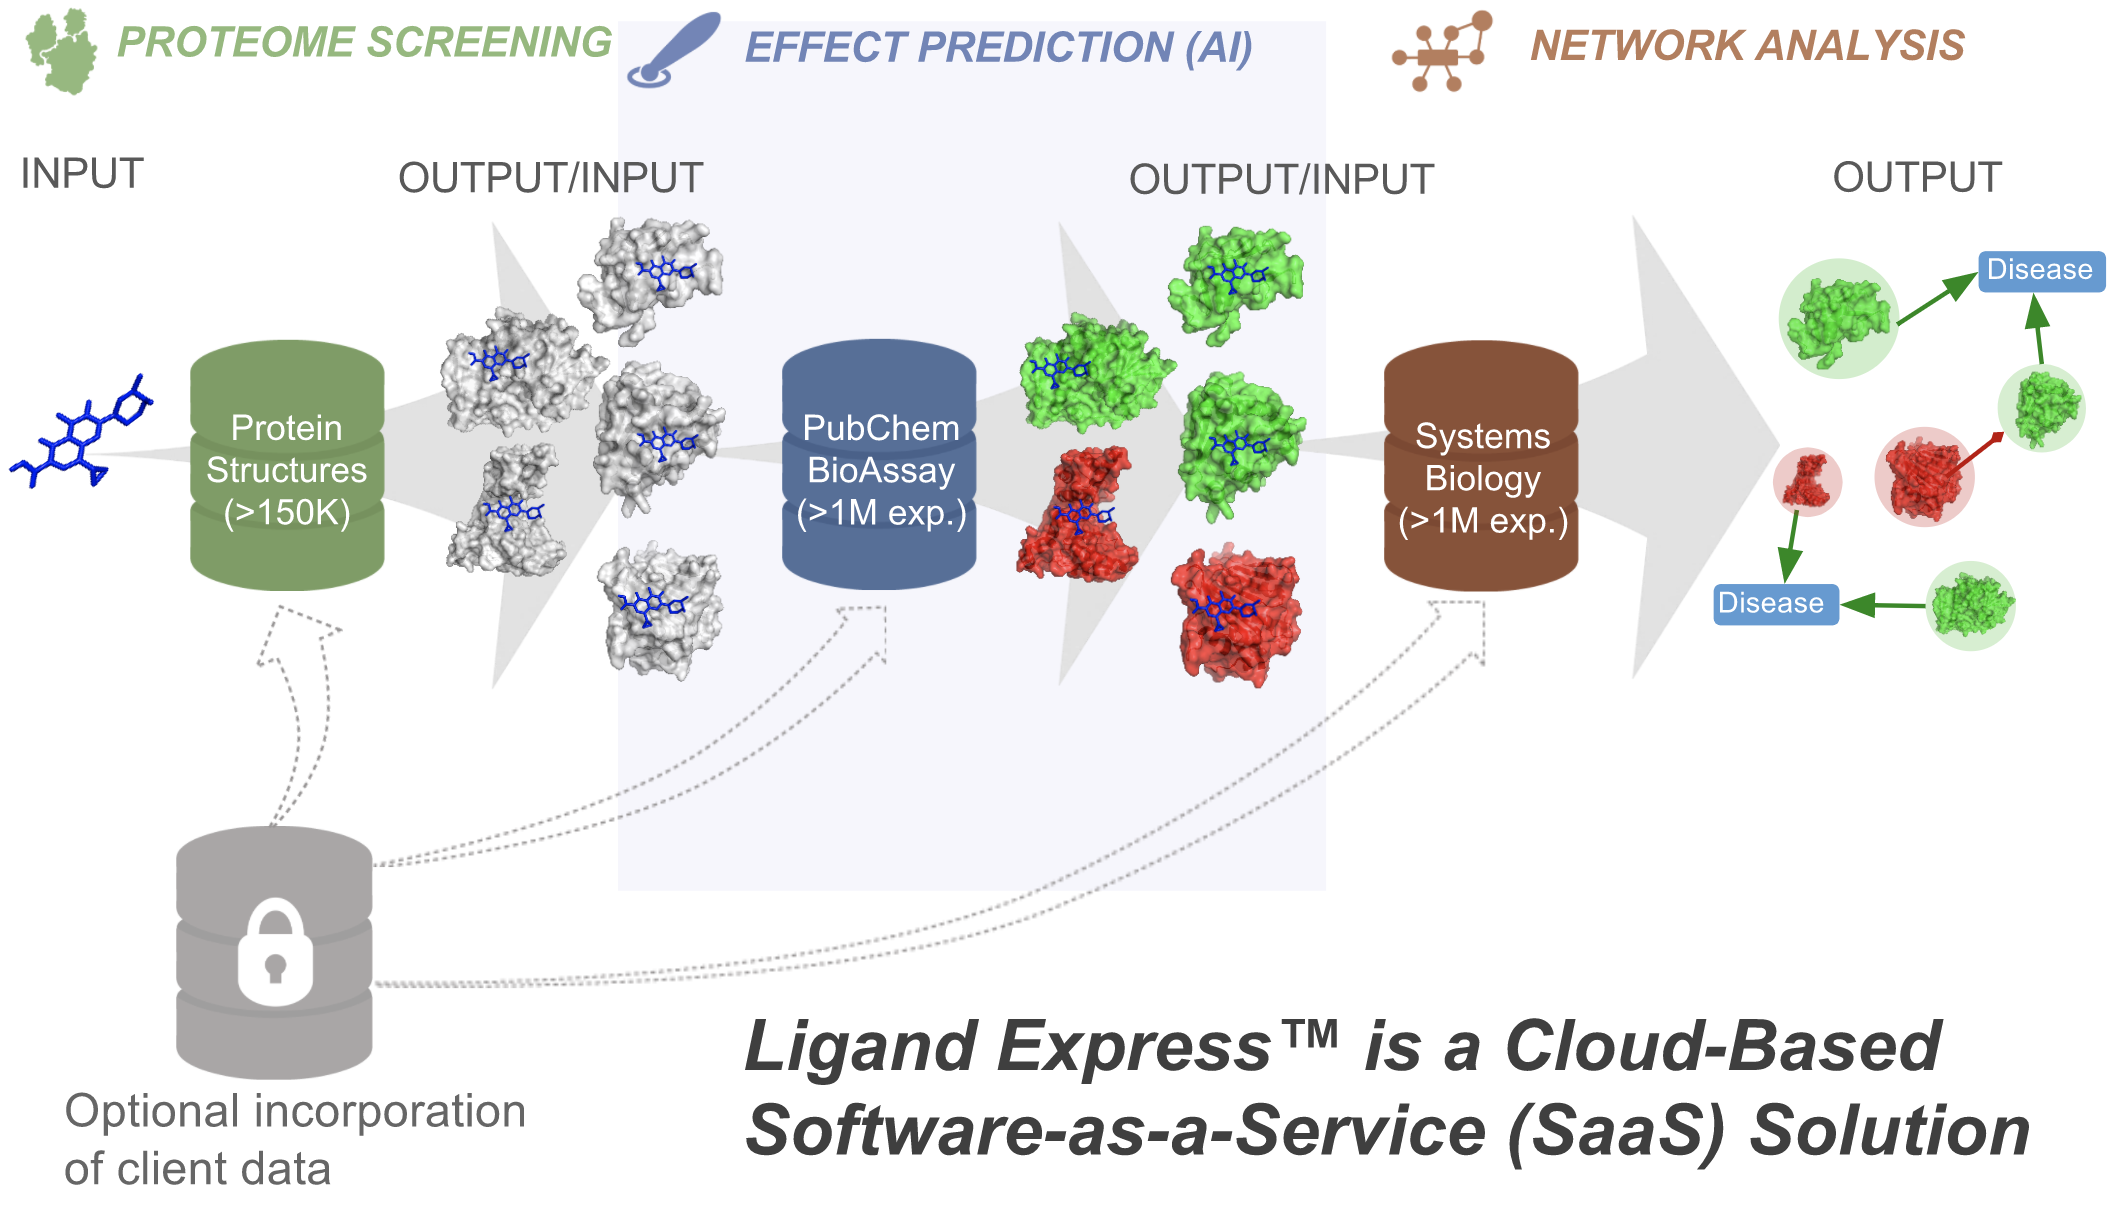 PROTEOME SCREENING
EFFECT PREDICTION (AI)
NETWORK ANALYSIS
INPUT
OUTPUT/INPUT
OUTPUT/INPUT
OUTPUT
Protein
Structures
(>150K)
PubChem
BioAssay
(>1M exp.)
Systems
Biology
(>1M exp.)
Disease
Disease
Optional incorporation
of client data
Ligand Express™ is a Cloud-Based
Software-as-a-Service (SaaS) Solution